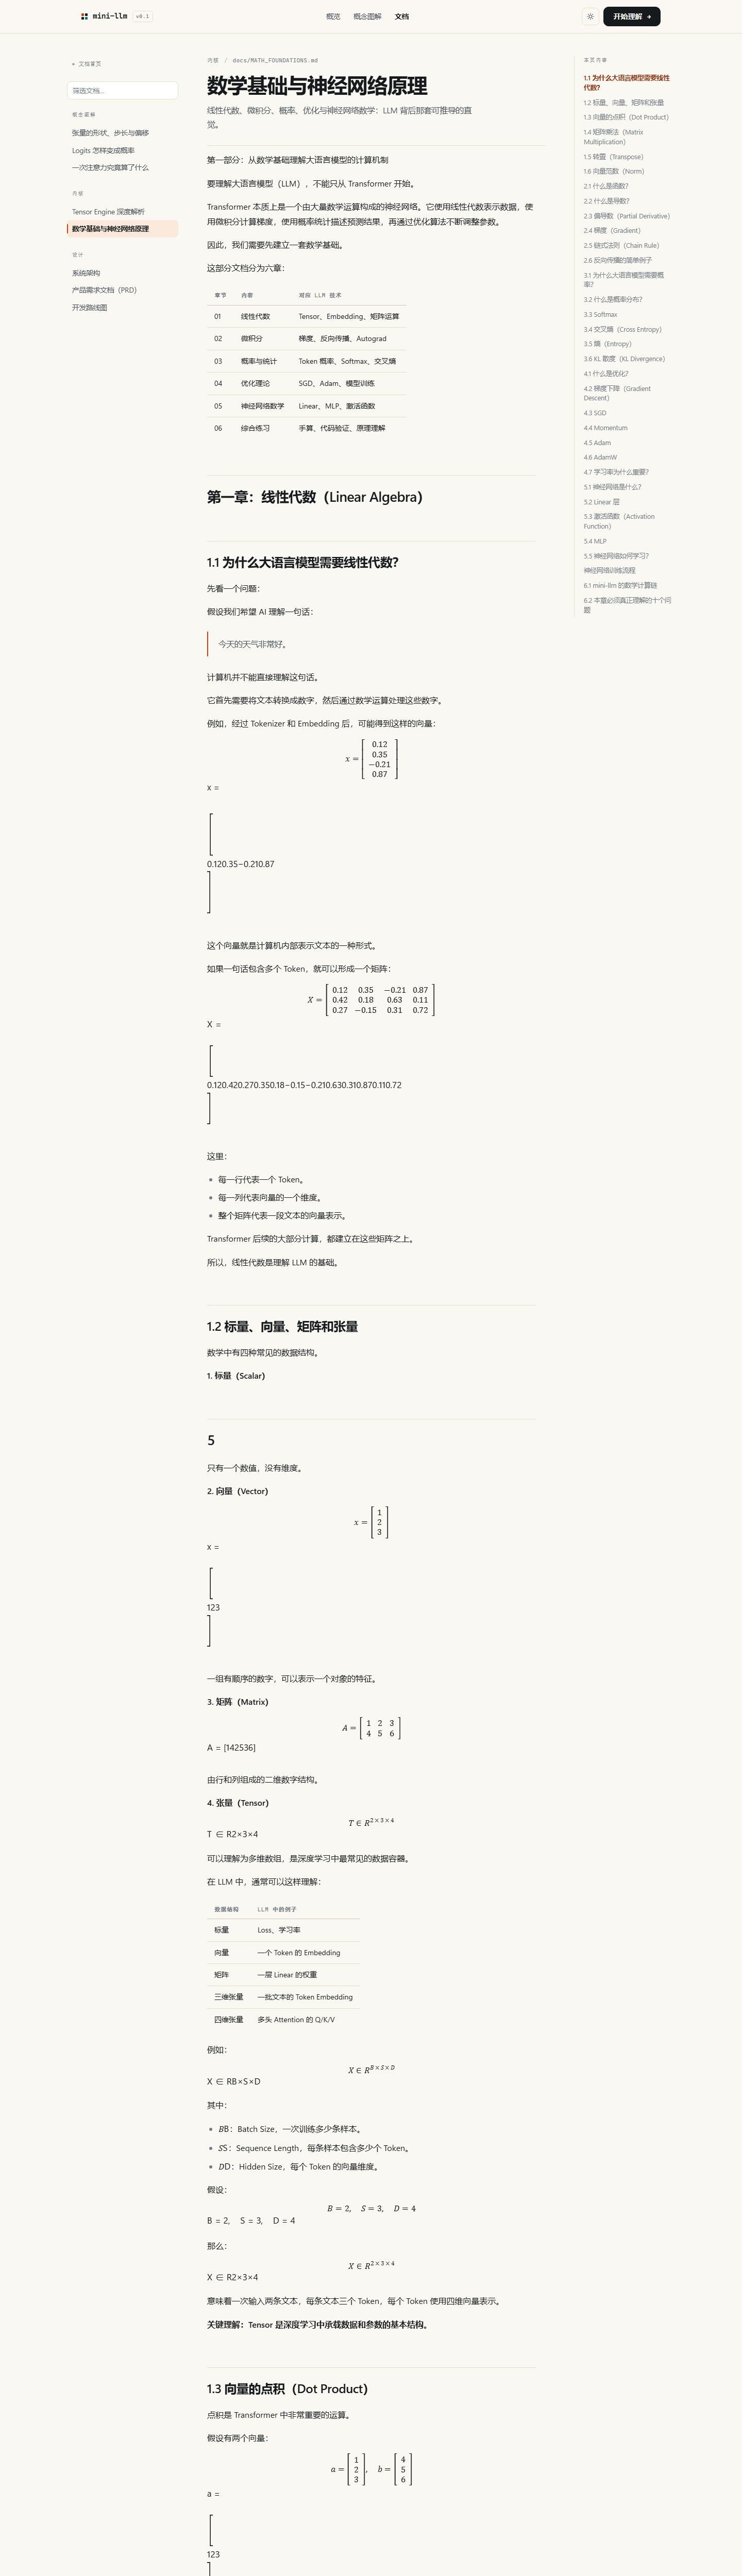 mini-llm v0.1
概览 概念图解 文档
开始理解 →
← 文档首页
筛选文档...
概念图解
张量的形状、步长与偏移
Logits 怎样变成概率
一次注意力究竟算了什么
内核
Tensor Engine 深度解析
数学基础与神经网络原理
设计
系统架构
产品需求文档（PRD）
开发路线图
内核 / docs/MATH_FOUNDATIONS.md
数学基础与神经网络原理
线性代数、微积分、概率、优化与神经网络数学：LLM 背后那套可推导的直
觉。
第一部分：从数学基础理解大语言模型的计算机制
要理解大语言模型（LLM），不能只从 Transformer 开始。
Transformer 本质上是一个由大量数学运算构成的神经网络。它使用线性代数表示数据，使
用微积分计算梯度，使用概率统计描述预测结果，再通过优化算法不断调整参数。
因此，我们需要先建立一套数学基础。
这部分文档分为六章：
章节 内容 对应 LLM 技术
01 线性代数 Tensor、Embedding、矩阵运算
02 微积分 梯度、反向传播、Autograd
03 概率与统计 Token 概率、Softmax、交叉熵
04 优化理论 SGD、Adam、模型训练
05 神经网络数学 Linear、MLP、激活函数
06 综合练习 手算、代码验证、原理理解
第一章：线性代数（Linear Algebra）
1.1 为什么大语言模型需要线性代数？
先看一个问题：
假设我们希望 AI 理解一句话：
今天的天气非常好。
计算机并不能直接理解这句话。
它首先需要将文本转换成数字，然后通过数学运算处理这些数字。
例如，经过 Tokenizer 和 Embedding 后，可能得到这样的向量：
x = [0.12
0.35
−0.21
0.87]
x =
[
0.120.35−0.210.87
]
这个向量就是计算机内部表示文本的一种形式。
如果一句话包含多个 Token，就可以形成一个矩阵：
X = [0.12 0.35 −0.21 0.87
0.42 0.18 0.63 0.11
0.27 −0.15 0.31 0.72]
X =
[
0.120.420.270.350.18−0.15−0.210.630.310.870.110.72
]
这里：
• 每一行代表一个 Token。
• 每一列代表向量的一个维度。
• 整个矩阵代表一段文本的向量表示。
Transformer 后续的大部分计算，都建立在这些矩阵之上。
所以，线性代数是理解 LLM 的基础。
1.2 标量、向量、矩阵和张量
数学中有四种常见的数据结构。
1. 标量（Scalar）
5
只有一个数值，没有维度。
2. 向量（Vector）
x = [1
2
3]
x =
[
123
]
一组有顺序的数字，可以表示一个对象的特征。
3. 矩阵（Matrix）
A = [1 2 3
4 5 6]
A = [142536]
由行和列组成的二维数字结构。
4. 张量（Tensor）
T ∈ R^{2×3×4}
T ∈ R2×3×4
可以理解为多维数组，是深度学习中最常见的数据容器。
在 LLM 中，通常可以这样理解：
数据结构 LLM 中的例子
标量 Loss、学习率
向量 一个 Token 的 Embedding
矩阵 一层 Linear 的权重
三维张量 一批文本的 Token Embedding
四维张量 多头 Attention 的 Q/K/V
例如：
X ∈ R^{B×S×D}
X ∈ RB×S×D
其中：
• BB：Batch Size，一次训练多少条样本。
• SS：Sequence Length，每条样本包含多少个 Token。
• DD：Hidden Size，每个 Token 的向量维度。
假设：
B = 2, S = 3, D = 4
B = 2, S = 3, D = 4
那么：
X ∈ R^{2×3×4}
X ∈ R2×3×4
意味着一次输入两条文本，每条文本三个 Token，每个 Token 使用四维向量表示。
关键理解：Tensor 是深度学习中承载数据和参数的基本结构。
1.3 向量的点积（Dot Product）
点积是 Transformer 中非常重要的运算。
假设有两个向量：
a = [1
2
3], b = [4
5
6]
a =
[
123
]
本页内容
1.1 为什么大语言模型需要线性
代数？
1.2 标量、向量、矩阵和张量
1.3 向量的点积（Dot Product）
1.4 矩阵乘法（Matrix
Multiplication）
1.5 转置（Transpose）
1.6 向量范数（Norm）
2.1 什么是函数？
2.2 什么是导数？
2.3 偏导数（Partial Derivative）
2.4 梯度（Gradient）
2.5 链式法则（Chain Rule）
2.6 反向传播的简单例子
3.1 为什么大语言模型需要概
率？
3.2 什么是概率分布？
3.3 Softmax
3.4 交叉熵（Cross Entropy）
3.5 熵（Entropy）
3.6 KL 散度（KL Divergence）
4.1 什么是优化？
4.2 梯度下降（Gradient
Descent）
4.3 SGD
4.4 Momentum
4.5 Adam
4.6 AdamW
4.7 学习率为什么重要？
5.1 神经网络是什么？
5.2 Linear 层
5.3 激活函数（Activation
Function）
5.4 MLP
5.5 神经网络如何学习？
神经网络训练流程
6.1 mini-llm 的数学计算链
6.2 本章必须真正理解的十个问
题